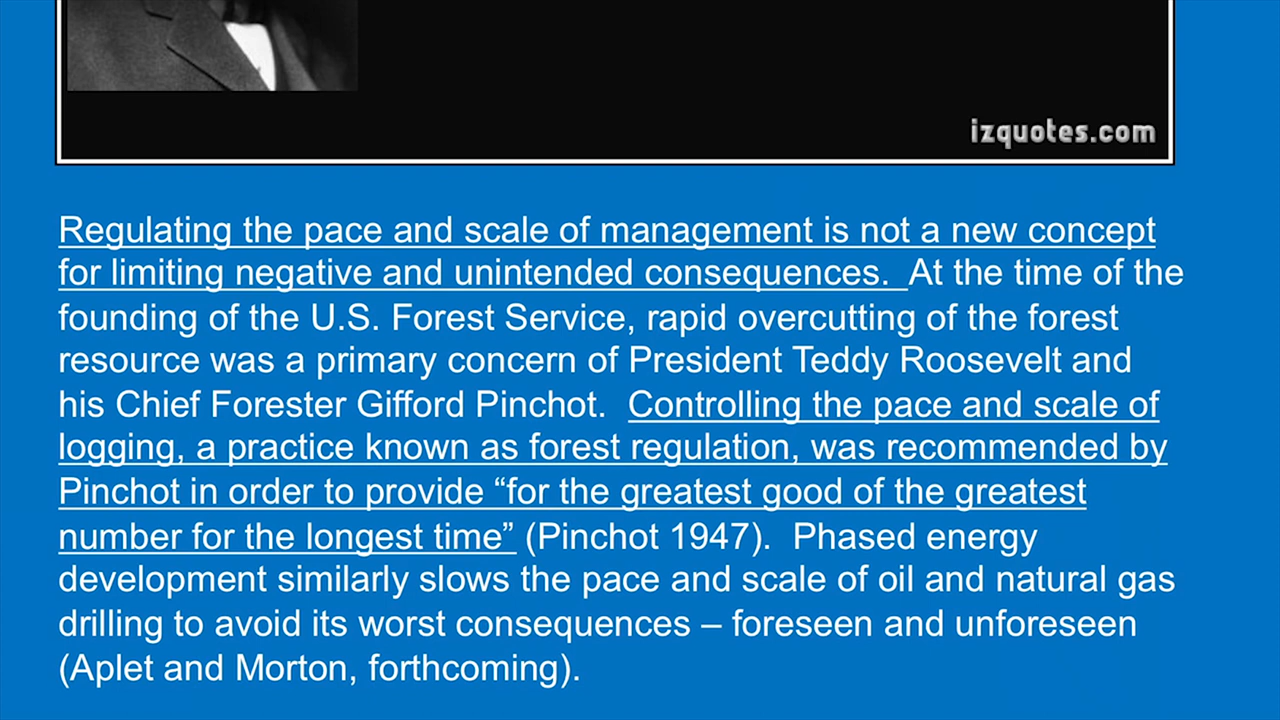 izquotes.com
Regulating the pace and scale of management is not a new concept
for limiting negative and unintended consequences.  At the time of the
founding of the U.S. Forest Service, rapid overcutting of the forest
resource was a primary concern of President Teddy Roosevelt and
his Chief Forester Gifford Pinchot.  Controlling the pace and scale of
logging, a practice known as forest regulation, was recommended by
Pinchot in order to provide “for the greatest good of the greatest
number for the longest time” (Pinchot 1947).  Phased energy
development similarly slows the pace and scale of oil and natural gas
drilling to avoid its worst consequences – foreseen and unforeseen
(Aplet and Morton, forthcoming).